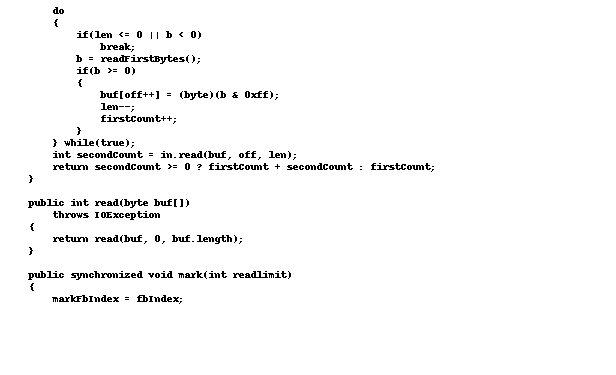 do
{
if(len <= 0 || b < 0)
break;
b = readFirstBytes();
if(b >= 0)
{
buf[off++] = (byte)(b & 0xff);
len--;
firstCount++;
}
} while(true);
int secondCount = in.read(buf, off, len);
return secondCount >= 0 ? firstCount + secondCount : firstCount;
}
public int read(byte buf[])
throws IOException
{
return read(buf, 0, buf.length);
}
public synchronized void mark(int readlimit)
{
markFbIndex = fbIndex;